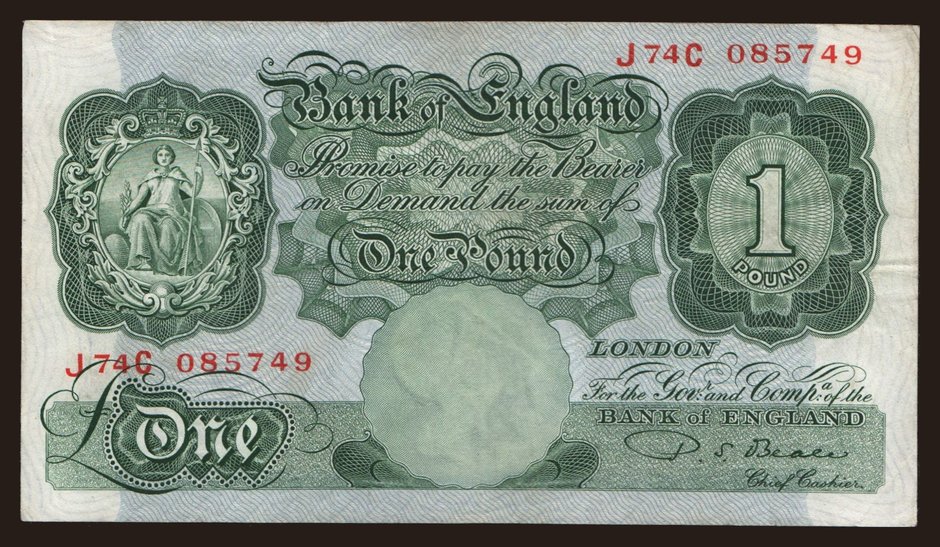 J74C 085749
Bank of England
Promise to pay the Bearer
on Demand the sum of
One Pound
1
POUND
J74C 085749
£One
LONDON
For the Govr. and Compa. of the
BANK of ENGLAND
P. S. Beale
Chief Cashier.